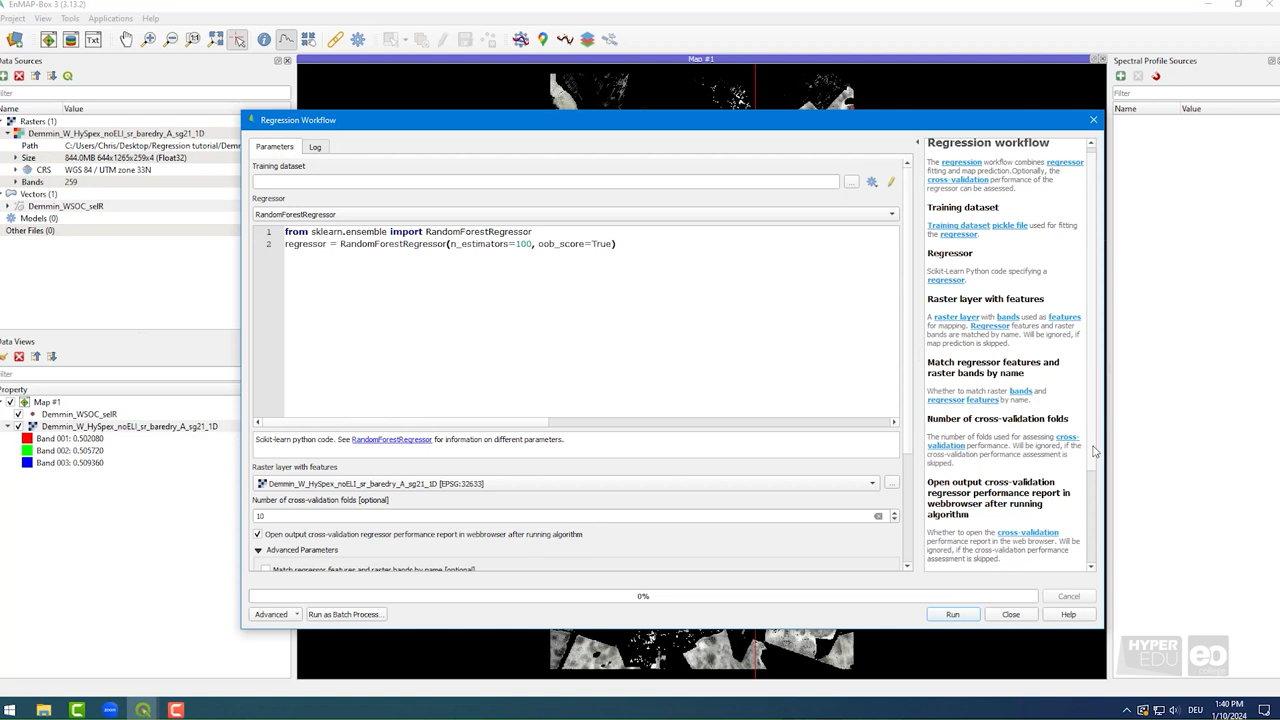 EnMAP-Box 3 (3.13.2)
Project View Tools Applications Help
Data Sources
Filter
Name Value
Rasters (1)
Demmin_W_HySpex_noELI_sr_baredry_A_sg21_1D
Path C:/Users/Chris/Desktop/Regression tutorial/Dem
Size 844.0MB 644x1265x259x4 (Float32)
CRS WGS 84 / UTM zone 33N
Bands 259
Vectors (1)
Demmin_WSOC_selR
Models (0)
Other Files (0)
Data Views
Filter
Property
Map #1
Demmin_WSOC_selR
Demmin_W_HySpex_noELI_sr_baredry_A_sg21_1D
Band 001: 0.502080
Band 002: 0.505720
Band 003: 0.509360
Map #1
Regression Workflow
Parameters Log
Training dataset
...
Regressor
RandomForestRegressor
1 from sklearn.ensemble import RandomForestRegressor
2 regressor = RandomForestRegressor(n_estimators=100, oob_score=True)
Scikit-learn python code. See RandomForestRegressor for information on different parameters.
Raster layer with features
Demmin_W_HySpex_noELI_sr_baredry_A_sg21_1D [EPSG:32633]
...
Number of cross-validation folds [optional]
10
Open output cross-validation regressor performance report in webbrowser after running algorithm
Advanced Parameters
Match regressor features and raster bands by name [optional]
0%
Cancel
Advanced Run as Batch Process... Run Close Help
Regression workflow
The regression workflow combines regressor
fitting and map prediction.Optionally, the
cross-validation performance of the
regressor can be assessed.
Training dataset
Training dataset pickle file used for fitting
the regressor.
Regressor
Scikit-Learn Python code specifying a
regressor.
Raster layer with features
A raster layer with bands used as features
for mapping. Regressor features and raster
bands are matched by name. Will be ignored, if
map prediction is skipped.
Match regressor features and
raster bands by name
Whether to match raster bands and
regressor features by name.
Number of cross-validation folds
The number of folds used for assessing cross-
validation performance. Will be ignored, if the
cross-validation performance assessment is
skipped.
Open output cross-validation
regressor performance report in
webbrowser after running
algorithm
Whether to open the cross-validation
performance report in the web browser. Will be
ignored, if the cross-validation performance
assessment is skipped.
Spectral Profile Sources
Filter
Name Value
HYPER
EDU
eo
college
DEU
1:40 PM
1/10/2024